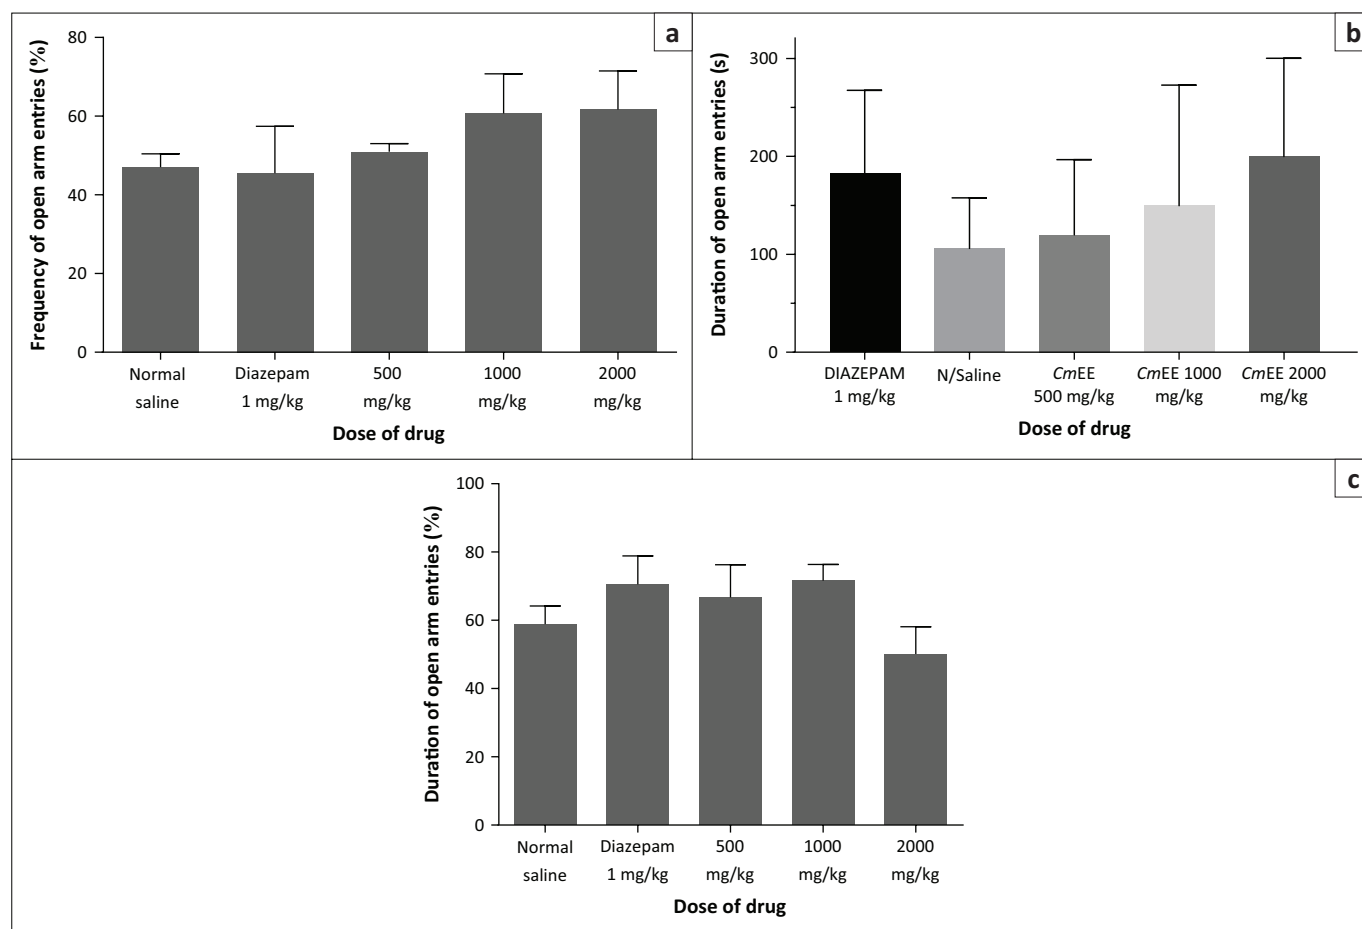 a
Frequency of open arm entries (%)
80
60
40
20
0
Normal saline
Diazepam 1 mg/kg
500 mg/kg
1000 mg/kg
2000 mg/kg
Dose of drug
b
Duration of open arm entries (s)
300
200
100
0
DIAZEPAM 1 mg/kg
N/Saline
CmEE 500 mg/kg
CmEE 1000 mg/kg
CmEE 2000 mg/kg
Dose of drug
c
Duration of open arm entries (%)
100
80
60
40
20
0
Normal saline
Diazepam 1 mg/kg
500 mg/kg
1000 mg/kg
2000 mg/kg
Dose of drug